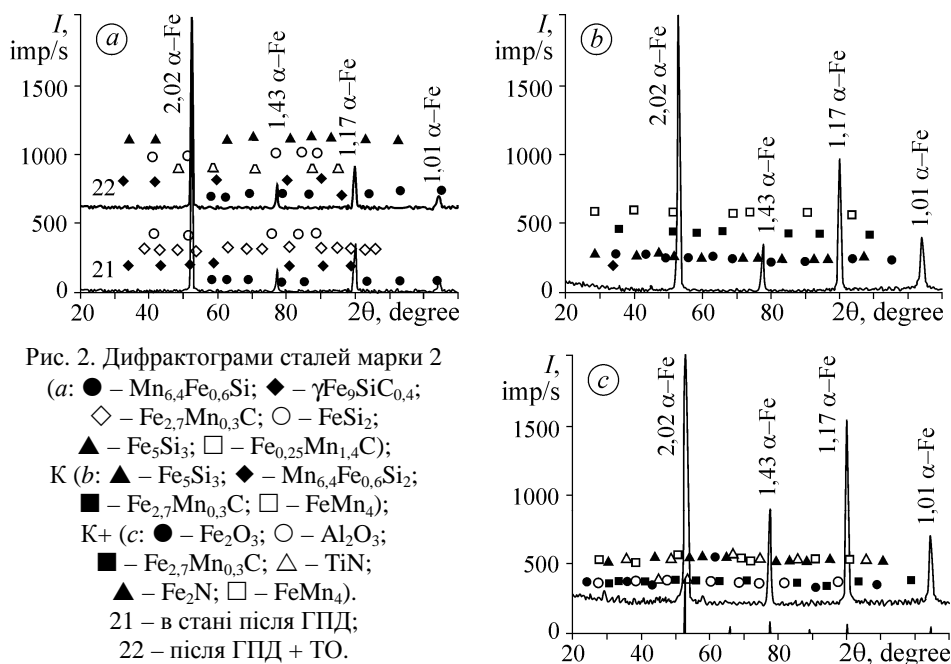 I,
imp/s
a
2,02 α–Fe
1,43 α–Fe
1,17 α–Fe
1,01 α–Fe
1500
1000
22
500
21
0
20 40 60 80 2θ, degree
I,
imp/s
b
2,02 α–Fe
1,43 α–Fe
1,17 α–Fe
1,01 α–Fe
1500
1000
500
0
20 40 60 80 2θ, degree
Рис. 2. Дифрактограми сталей марки 2
(a: ● – Mn6,4Fe0,6Si; ◆ – γFe9SiC0,4;
◇ – Fe2,7Mn0,3C; ○ – FeSi2;
▲ – Fe5Si3; □ – Fe0,25Mn1,4C);
К (b: ▲ – Fe5Si3; ◆ – Mn6,4Fe0,6Si2;
■ – Fe2,7Mn0,3C; □ – FeMn4);
К+ (c: ● – Fe2O3; ○ – Al2O3;
■ – Fe2,7Mn0,3C; △ – TiN;
▲ – Fe2N; □ – FeMn4).
21 – в стані після ГПД;
22 – після ГПД + ТО.
I,
imp/s
c
2,02 α–Fe
1,43 α–Fe
1,17 α–Fe
1,01 α–Fe
1500
1000
500
0
20 40 60 80 2θ, degree